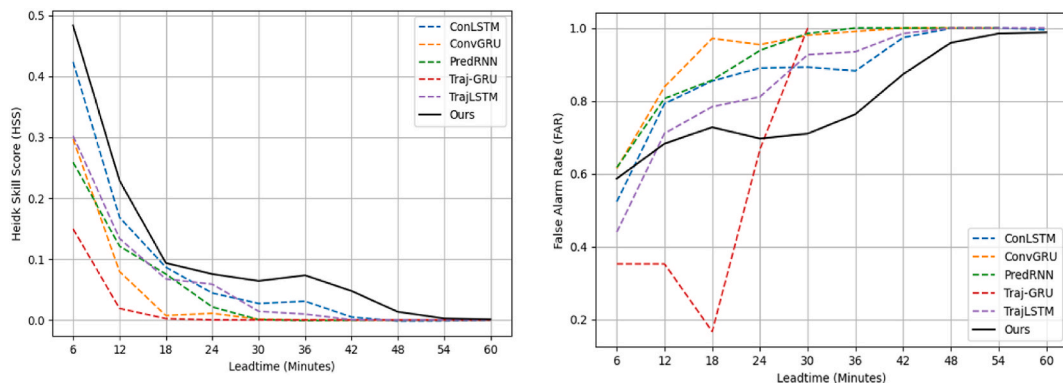 Heidk Skill Score (HSS)
0.5
0.4
0.3
0.2
0.1
0.0
ConLSTM
ConvGRU
PredRNN
Traj-GRU
TrajLSTM
Ours
6 12 18 24 30 36 42 48 54 60
Leadtime (Minutes)
False Alarm Rate (FAR)
1.0
0.8
0.6
0.4
0.2
ConLSTM
ConvGRU
PredRNN
Traj-GRU
TrajLSTM
Ours
6 12 18 24 30 36 42 48 54 60
Leadtime (Minutes)